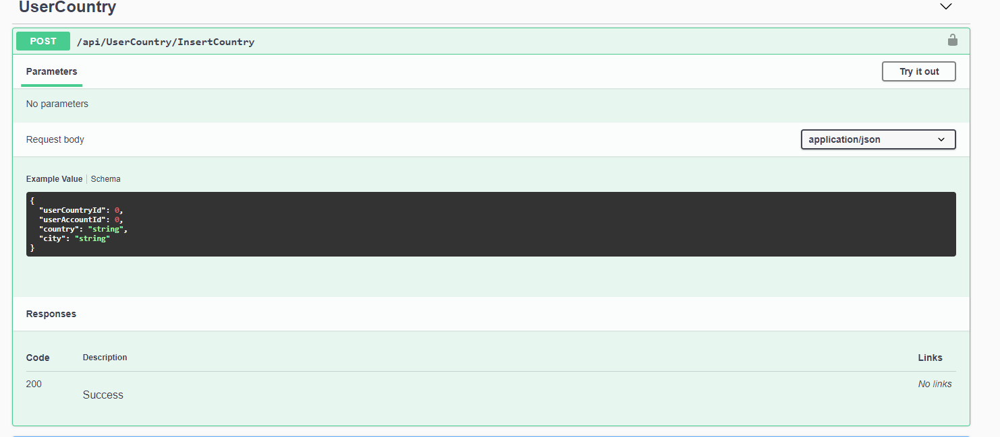 UserCountry
POST /api/UserCountry/InsertCountry
Parameters
Try it out
No parameters
Request body
application/json
Example Value Schema
{
"userCountryId": 0,
"userAccountId": 0,
"country": "string",
"city": "string"
}
Responses
Code Description Links
200 Success No links